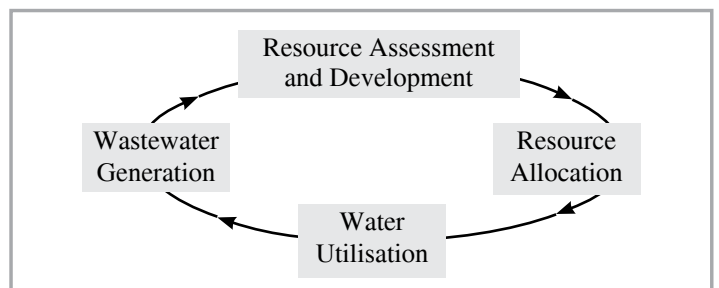 Resource Assessment
and Development
Wastewater
Generation
Resource
Allocation
Water
Utilisation